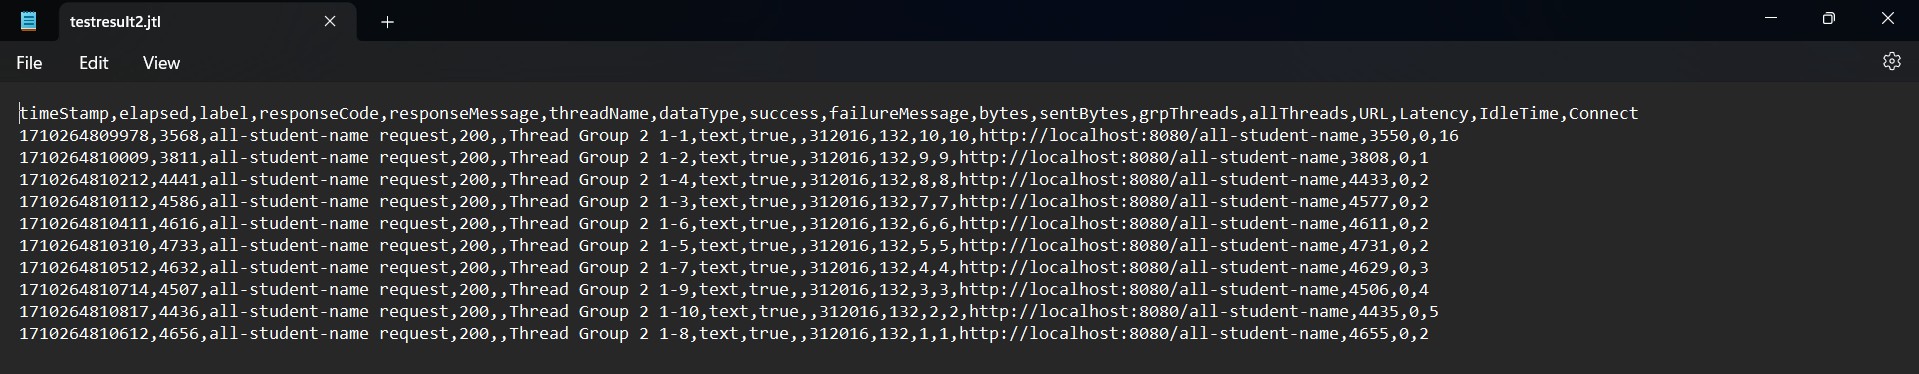 testresult2.jtl
File Edit View
timeStamp,elapsed,label,responseCode,responseMessage,threadName,dataType,success,failureMessage,bytes,sentBytes,grpThreads,allThreads,URL,Latency,IdleTime,Connect
1710264809978,3568,all-student-name request,200,,Thread Group 2 1-1,text,true,,312016,132,10,10,http://localhost:8080/all-student-name,3550,0,16
1710264810009,3811,all-student-name request,200,,Thread Group 2 1-2,text,true,,312016,132,9,9,http://localhost:8080/all-student-name,3808,0,1
1710264810212,4441,all-student-name request,200,,Thread Group 2 1-4,text,true,,312016,132,8,8,http://localhost:8080/all-student-name,4433,0,2
1710264810112,4586,all-student-name request,200,,Thread Group 2 1-3,text,true,,312016,132,7,7,http://localhost:8080/all-student-name,4577,0,2
1710264810411,4616,all-student-name request,200,,Thread Group 2 1-6,text,true,,312016,132,6,6,http://localhost:8080/all-student-name,4611,0,2
1710264810310,4733,all-student-name request,200,,Thread Group 2 1-5,text,true,,312016,132,5,5,http://localhost:8080/all-student-name,4731,0,2
1710264810512,4632,all-student-name request,200,,Thread Group 2 1-7,text,true,,312016,132,4,4,http://localhost:8080/all-student-name,4629,0,3
1710264810714,4507,all-student-name request,200,,Thread Group 2 1-9,text,true,,312016,132,3,3,http://localhost:8080/all-student-name,4506,0,4
1710264810817,4436,all-student-name request,200,,Thread Group 2 1-10,text,true,,312016,132,2,2,http://localhost:8080/all-student-name,4435,0,5
1710264810612,4656,all-student-name request,200,,Thread Group 2 1-8,text,true,,312016,132,1,1,http://localhost:8080/all-student-name,4655,0,2